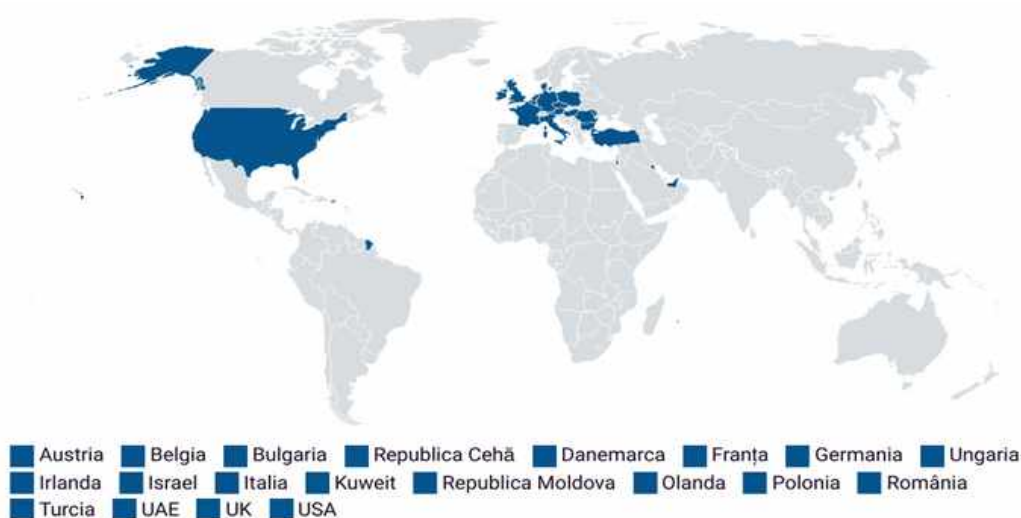 Austria Belgia Bulgaria Republica Cehă Danemarca Franța Germania Ungaria
Irlanda Israel Italia Kuweit Republica Moldova Olanda Polonia România
Turcia UAE UK USA